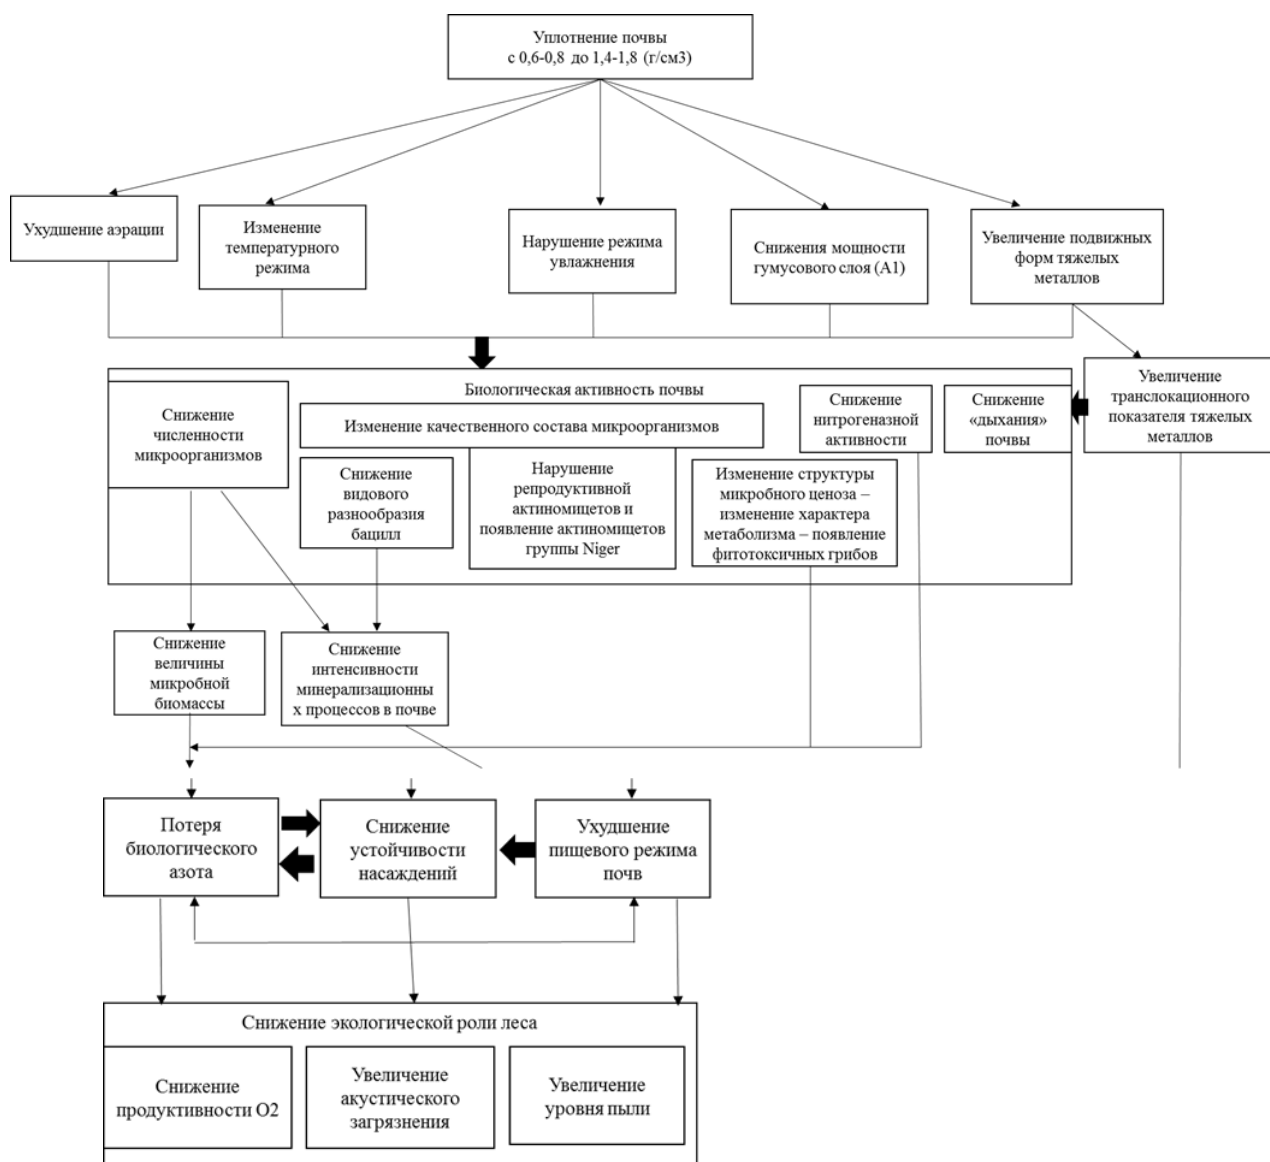 Уплотнение почвы
с 0,6-0,8 до 1,4-1,8 (г/см3)
Ухудшение аэрации
Изменение
температурного
режима
Нарушение режима
увлажнения
Снижения мощности
гумусового слоя (А1)
Увеличение подвижных
форм тяжелых
металлов
Биологическая активность почвы
Снижение
численности
микроорганизмов
Изменение качественного состава микроорганизмов
Снижение
нитрогеназной
активности
Снижение
«дыхания»
почвы
Увеличение
транслокационного
показателя тяжелых
металлов
Снижение
видового
разнообразия
бацилл
Нарушение
репродуктивной
актиномицетов и
появление актиномицетов
группы Niger
Изменение структуры
микробного ценоза –
изменение характера
метаболизма – появление
фитотоксичных грибов
Снижение
величины
микробной
биомассы
Снижение
интенсивности
минерализационны
х процессов в почве
Потеря
биологического
азота
Снижение
устойчивости
насаждений
Ухудшение
пищевого режима
почв
Снижение экологической роли леса
Снижение
продуктивности О2
Увеличение
акустического
загрязнения
Увеличение
уровня пыли